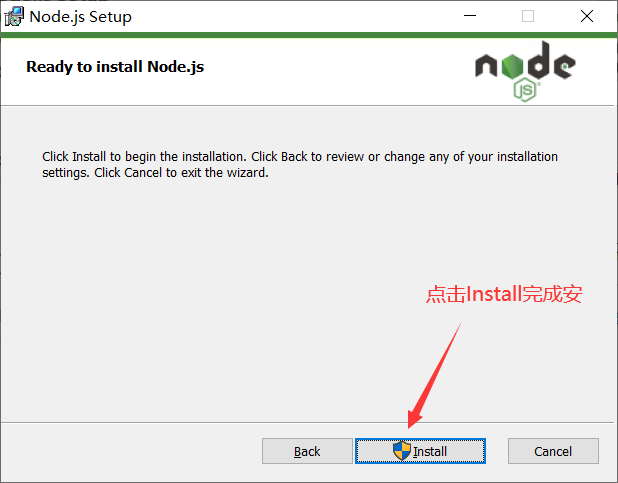 Node.js Setup
Ready to install Node.js
node
JS
Click Install to begin the installation. Click Back to review or change any of your installation
settings. Click Cancel to exit the wizard.
点击Install完成安
Back
Install
Cancel